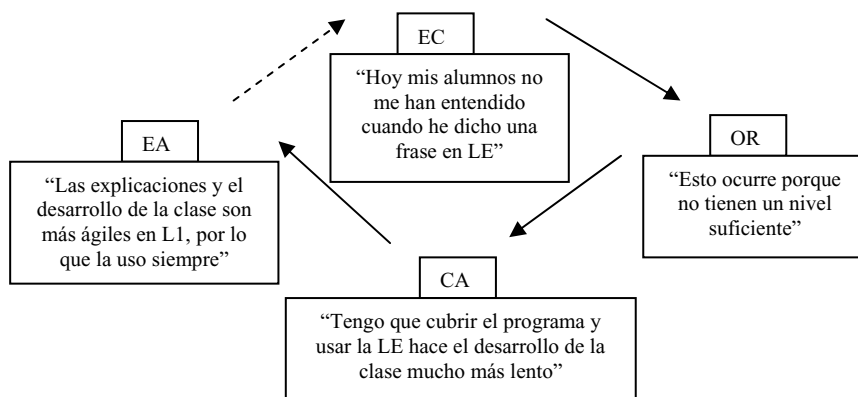 EC
“Hoy mis alumnos no
me han entendido
cuando he dicho una
frase en LE”
OR
“Esto ocurre porque
no tienen un nivel
suficiente”
CA
“Tengo que cubrir el programa y
usar la LE hace el desarrollo de la
clase mucho más lento”
EA
“Las explicaciones y el
desarrollo de la clase son
más ágiles en L1, por lo
que la uso siempre”